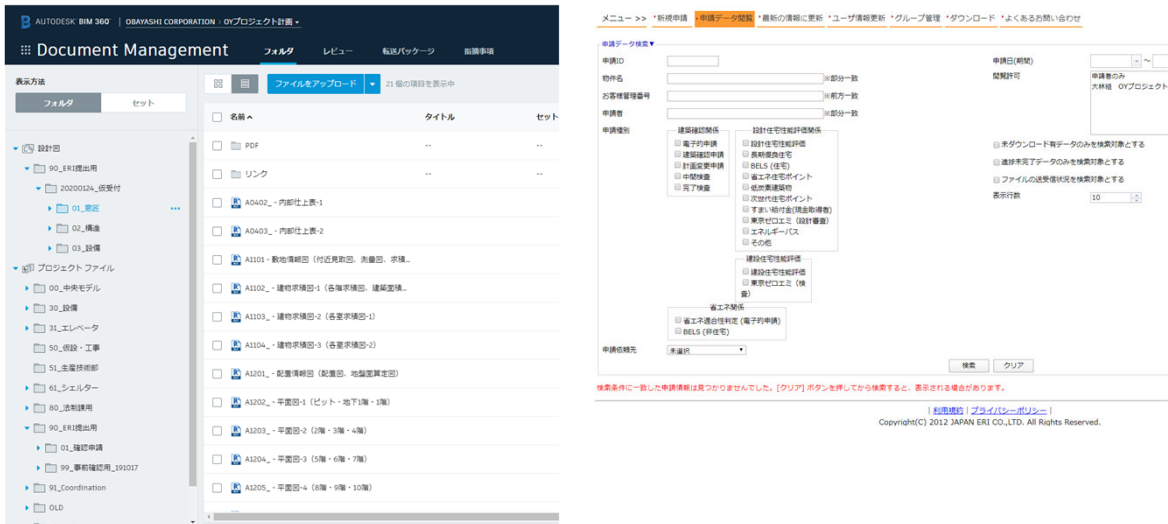 AUTODESK® BIM 360° | OBAYASHI CORPORATION › OYプロジェクト計画
Document Management
フォルダ レビュー 転送パッケージ 指摘事項
表示方法
フォルダ セット
設計図
90_ERI提出用
20200124_仮受付
01_意匠
02_構造
03_設備
プロジェクト ファイル
00_中央モデル
30_設備
31_エレベータ
50_仮設・工事
51_生産技術部
61_シェルター
80_法制課用
90_ERI提出用
01_確認申請
99_事前確認用_191017
91_Coordination
OLD
ファイルをアップロード 21 個の項目を表示中
名前 タイトル セット
PDF -- --
リンク -- --
A0402_ - 内部仕上表-1
A0403_ - 内部仕上表-2
A1101 - 敷地情報図（付近見取図、測量図、求積...
A1102_ - 建物求積図-1（各階求積図、建築面積...
A1103_ - 建物求積図-2（各室求積図-1）
A1104_ - 建物求積図-3（各室求積図-2）
A1201_ - 配置情報図（配置図、地盤面算定図）
A1202_ - 平面図-1（ピット・地下1階・1階）
A1203_ - 平面図-2（2階・3階・4階）
A1204_ - 平面図-3（5階・6階・7階）
A1205_ - 平面図-4（8階・9階・10階）
メニュー >> *新規申請 *申請データ閲覧 *最新の情報に更新 *ユーザ情報更新 *グループ管理 *ダウンロード *よくあるお問い合わせ
申請データ検索▼
申請ID
物件名 ※部分一致
お客様管理番号 ※前方一致
申請者 ※部分一致
申請種別
建築確認関係
電子的申請
建築確認申請
計画変更申請
中間検査
完了検査
設計住宅性能評価関係
設計住宅性能評価
長期優良住宅
BELS (住宅)
省エネ住宅ポイント
低炭素建築物
次世代住宅ポイント
すまい給付金(現金取得者)
東京ゼロエミ（設計審査）
エネルギーパス
その他
建設住宅性能評価
建設住宅性能評価
東京ゼロエミ（検査）
省エネ関係
省エネ適合性判定 (電子的申請)
BELS (非住宅)
申請依頼先 未選択
申請日(期間) - ～
閲覧許可 申請者のみ
大林組 OYプロジェクト
未ダウンロード有データのみを検索対象とする
進捗未完了データのみを検索対象とする
ファイルの送受信状況を検索対象とする
表示行数 10
検索 クリア
検索条件に一致した申請情報は見つかりませんでした。[クリア] ボタンを押してから検索すると、表示される場合があります。
| 利用規約 | プライバシーポリシー |
Copyright(C) 2012 JAPAN ERI CO.,LTD. All Rights Reserved.